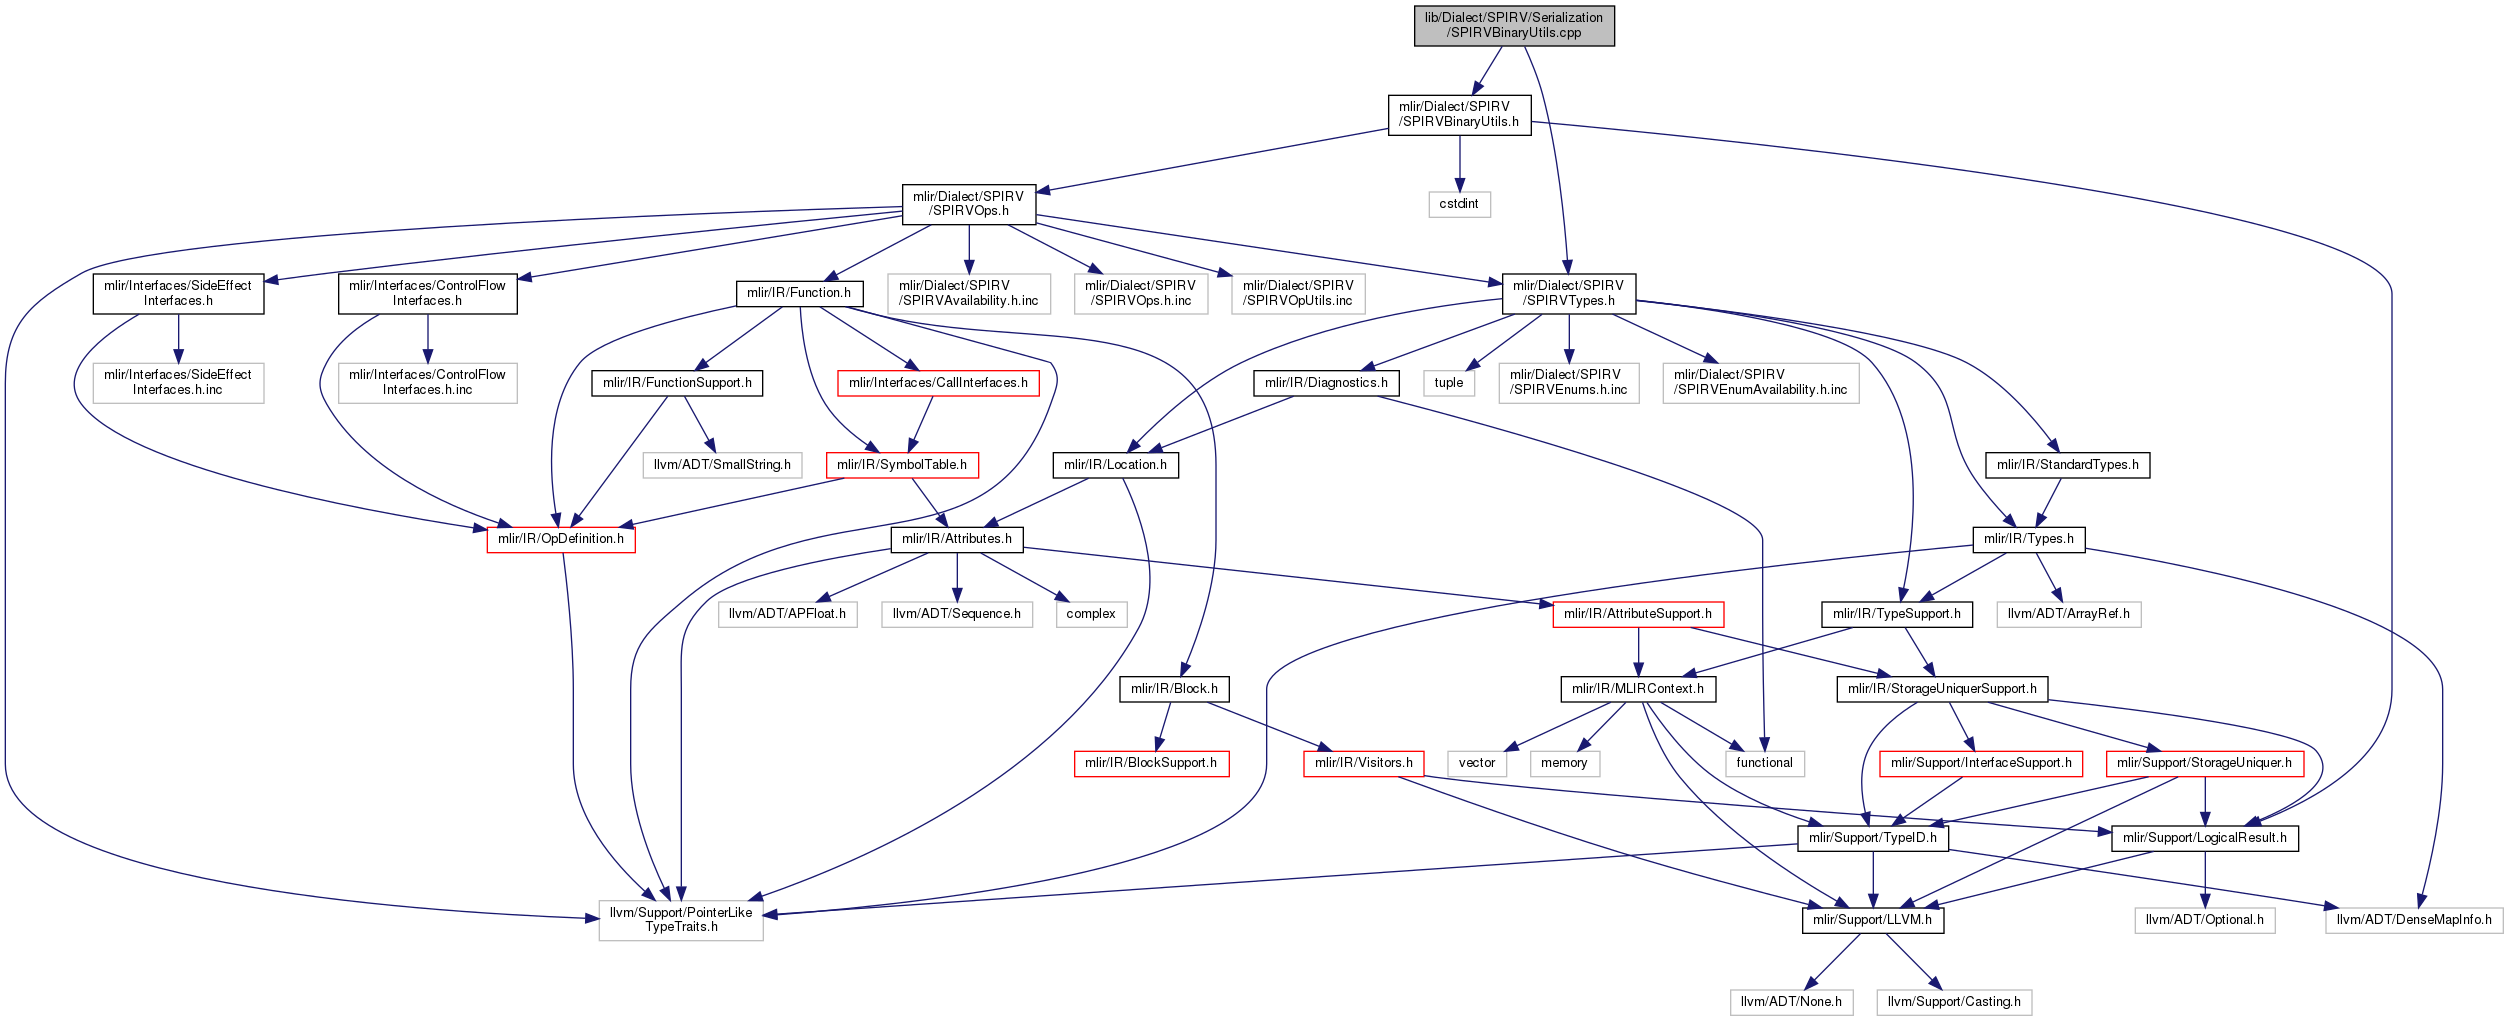 lib/Dialect/SPIRV/Serialization
/SPIRVBinaryUtils.cpp
mlir/Dialect/SPIRV
/SPIRVBinaryUtils.h
mlir/Dialect/SPIRV
/SPIRVOps.h
cstdint
mlir/Interfaces/SideEffect
Interfaces.h
mlir/Interfaces/ControlFlow
Interfaces.h
mlir/IR/Function.h
mlir/Dialect/SPIRV
/SPIRVAvailability.h.inc
mlir/Dialect/SPIRV
/SPIRVOps.h.inc
mlir/Dialect/SPIRV
/SPIRVOpUtils.inc
mlir/Dialect/SPIRV
/SPIRVTypes.h
mlir/Interfaces/SideEffect
Interfaces.h.inc
mlir/Interfaces/ControlFlow
Interfaces.h.inc
mlir/IR/FunctionSupport.h
mlir/Interfaces/CallInterfaces.h
mlir/IR/Diagnostics.h
tuple
mlir/Dialect/SPIRV
/SPIRVEnums.h.inc
mlir/Dialect/SPIRV
/SPIRVEnumAvailability.h.inc
llvm/ADT/SmallString.h
mlir/IR/SymbolTable.h
mlir/IR/Location.h
mlir/IR/StandardTypes.h
mlir/IR/OpDefinition.h
mlir/IR/Attributes.h
mlir/IR/Types.h
llvm/ADT/APFloat.h
llvm/ADT/Sequence.h
complex
mlir/IR/AttributeSupport.h
mlir/IR/TypeSupport.h
llvm/ADT/ArrayRef.h
mlir/IR/Block.h
mlir/IR/MLIRContext.h
mlir/IR/StorageUniquerSupport.h
mlir/IR/BlockSupport.h
mlir/IR/Visitors.h
vector
memory
functional
mlir/Support/InterfaceSupport.h
mlir/Support/StorageUniquer.h
mlir/Support/TypeID.h
mlir/Support/LogicalResult.h
llvm/Support/PointerLike
TypeTraits.h
mlir/Support/LLVM.h
llvm/ADT/Optional.h
llvm/ADT/DenseMapInfo.h
llvm/ADT/None.h
llvm/Support/Casting.h